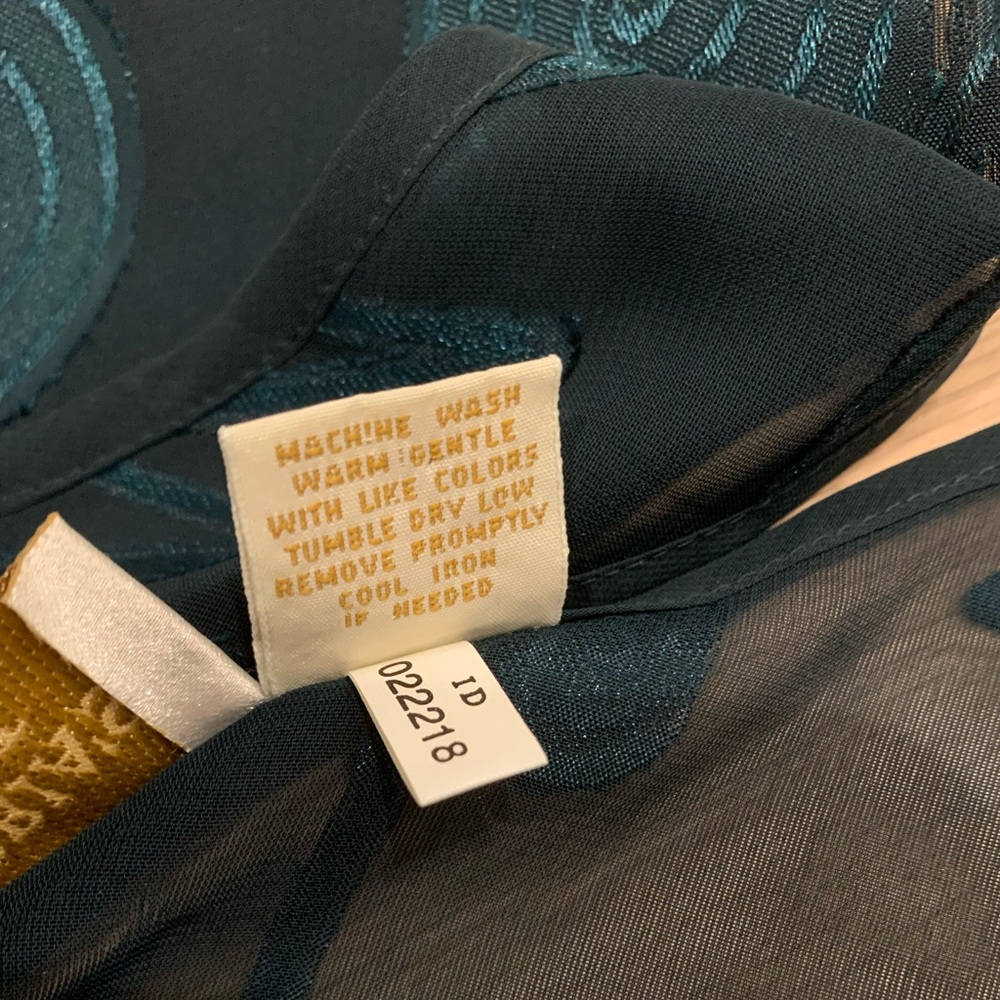 MACHINE WASH
WARM GENTLE
WITH LIKE COLORS
TUMBLE DRY LOW
REMOVE PROMPTLY
COOL IRON
IF NEEDED
ID
022218